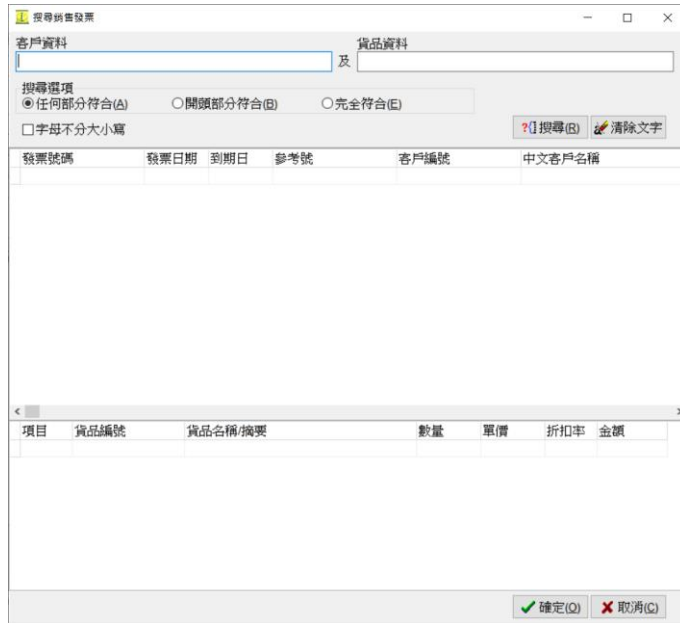 搜尋銷售發票
客戶資料 貨品資料
及
搜尋選項
任何部分符合(A) 開頭部分符合(B) 完全符合(E)
字母不分大小寫 ?{}搜尋(R) 清除文字
發票號碼 發票日期 到期日 參考號 客戶編號 中文客戶名稱
項目 貨品編號 貨品名稱/摘要 數量 單價 折扣率 金額
確定(O) 取消(C)